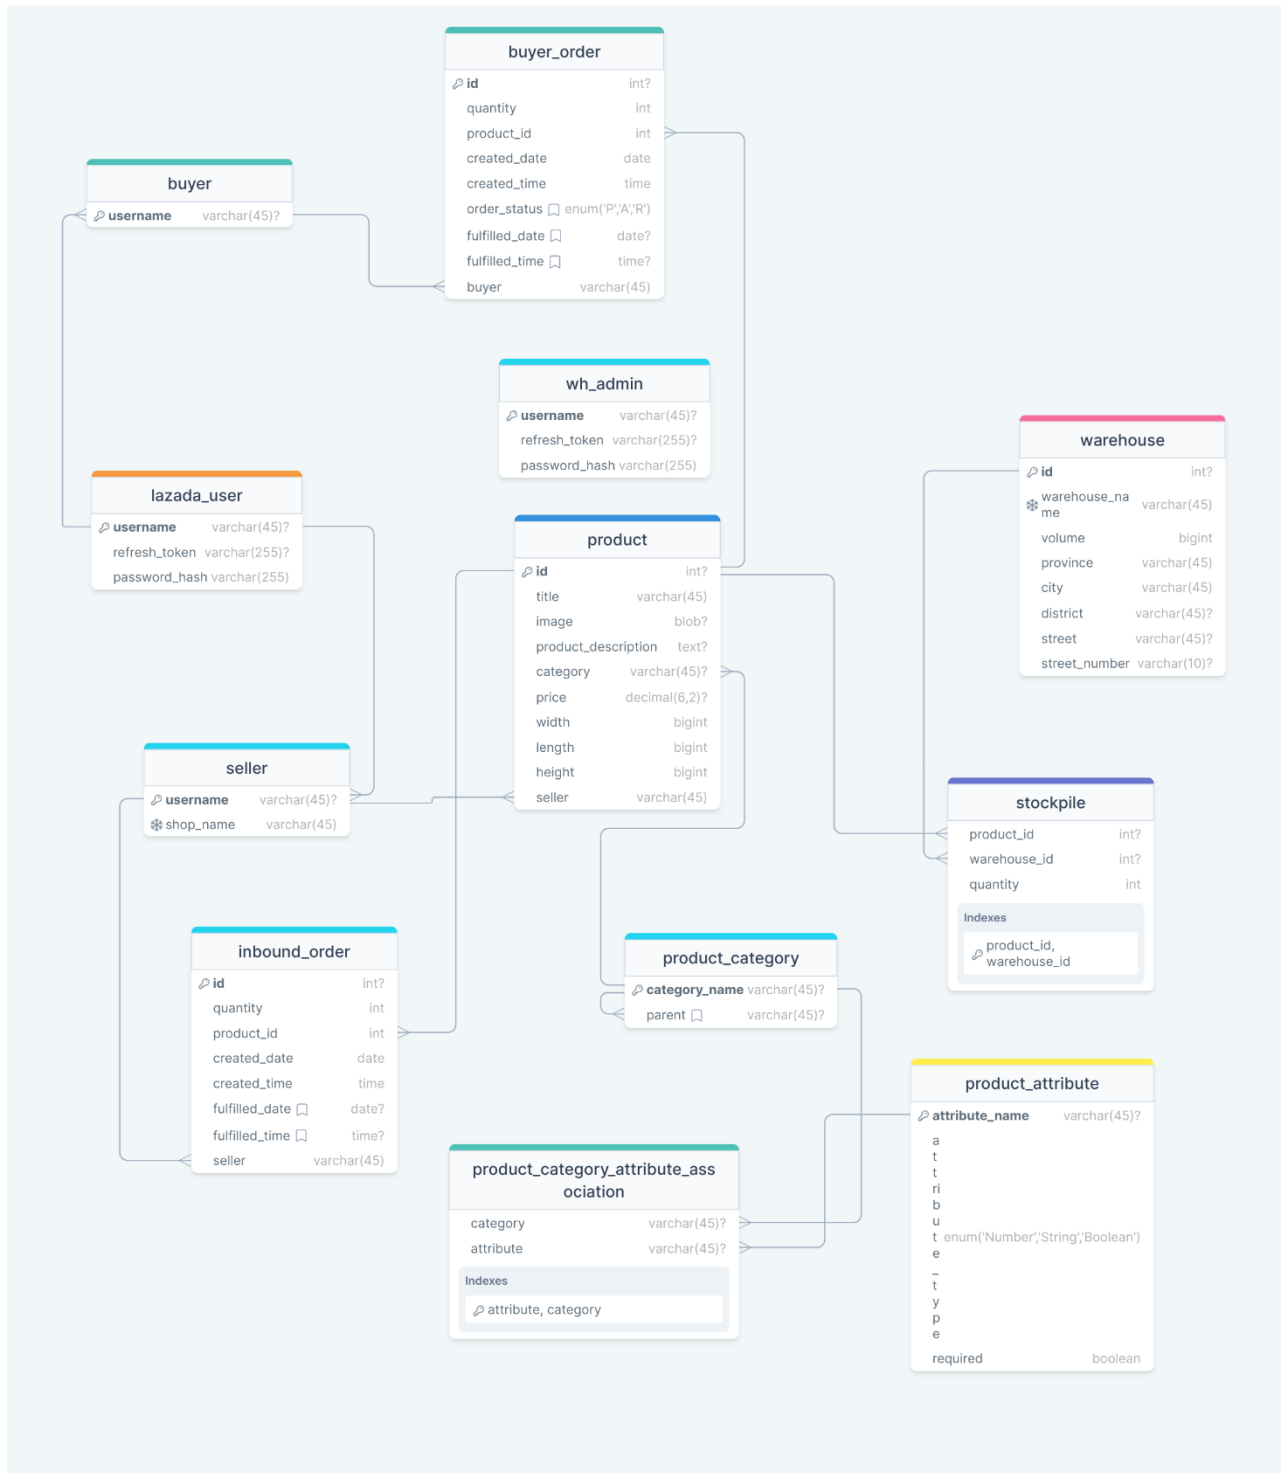 buyer_order
id int?
quantity int
product_id int
created_date date
created_time time
order_status enum('P','A','R')
fulfilled_date date?
fulfilled_time time?
buyer varchar(45)
buyer
username varchar(45)?
wh_admin
username varchar(45)?
refresh_token varchar(255)?
password_hash varchar(255)
warehouse
id int?
warehouse_na
me varchar(45)
volume bigint
province varchar(45)
city varchar(45)
district varchar(45)?
street varchar(45)?
street_number varchar(10)?
lazada_user
username varchar(45)?
refresh_token varchar(255)?
password_hash varchar(255)
product
id int?
title varchar(45)
image blob?
product_description text?
category varchar(45)?
price decimal(6,2)?
width bigint
length bigint
height bigint
seller varchar(45)
seller
username varchar(45)?
shop_name varchar(45)
stockpile
product_id int?
warehouse_id int?
quantity int
Indexes
product_id,
warehouse_id
inbound_order
id int?
quantity int
product_id int
created_date date
created_time time
fulfilled_date date?
fulfilled_time time?
seller varchar(45)
product_category
category_name varchar(45)?
parent varchar(45)?
product_attribute
attribute_name varchar(45)?
a
t
t
ri
b
u
t enum('Number','String','Boolean')
e
_
t
y
p
e
required boolean
product_category_attribute_ass
ociation
category varchar(45)?
attribute varchar(45)?
Indexes
attribute, category